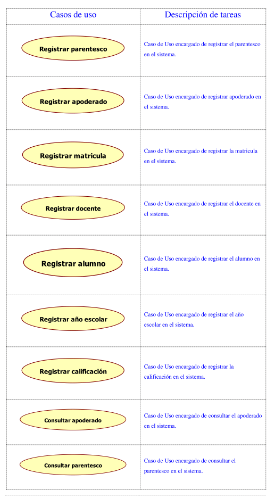 Casos de uso
Descripción de tareas
Registrar parentesco
Caso de Uso encargado de registrar el parentesco
en el sistema.
Registrar apoderado
Caso de Uso encargado de registrar apoderado en
el sistema.
Registrar matrícula
Caso de Uso encargado de registrar la matrícula
en el sistema.
Registrar docente
Caso de Uso encargado de registrar el docente en
el sistema.
Registrar alumno
Caso de Uso encargado de registrar el alumno en
el sistema.
Registrar año escolar
Caso de Uso encargado de registrar el año
escolar en el sistema.
Registrar calificación
Caso de Uso encargado de registrar la
calificación en el sistema.
Consultar apoderado
Caso de Uso encargado de consultar el apoderado
en el sistema.
Consultar parentesco
Caso de Uso encargado de consultar el
parentesco en el sistema.